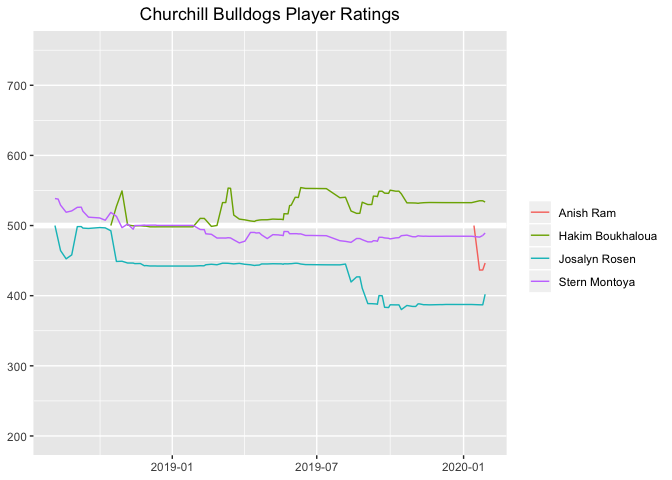 Churchill Bulldogs Player Ratings
700
600
500
400
300
200
2019-01
2019-07
2020-01
Anish Ram
Hakim Boukhaloua
Josalyn Rosen
Stern Montoya